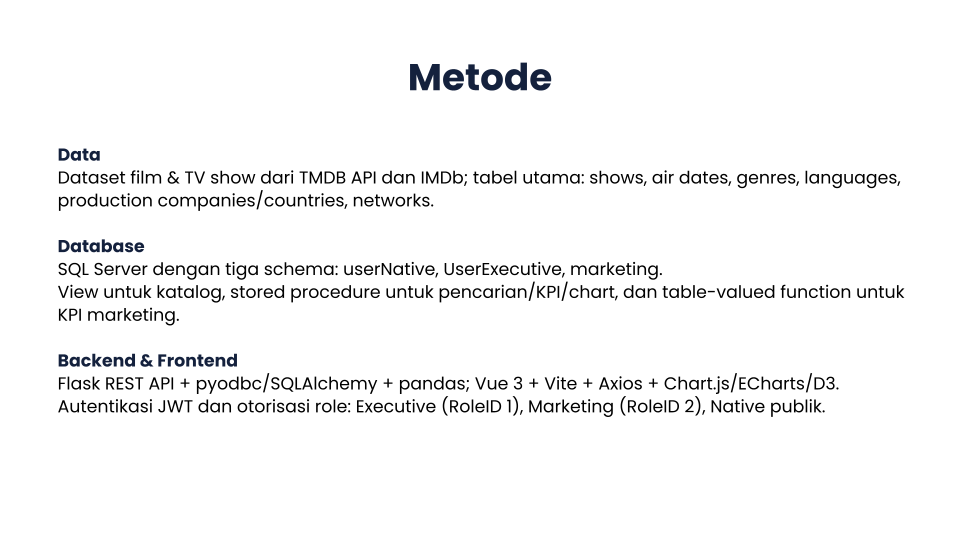 Metode
Data
Dataset film & TV show dari TMDB API dan IMDb; tabel utama: shows, air dates, genres, languages,
production companies/countries, networks.
Database
SQL Server dengan tiga schema: userNative, UserExecutive, marketing.
View untuk katalog, stored procedure untuk pencarian/KPI/chart, dan table-valued function untuk
KPI marketing.
Backend & Frontend
Flask REST API + pyodbc/SQLAlchemy + pandas; Vue 3 + Vite + Axios + Chart.js/ECharts/D3.
Autentikasi JWT dan otorisasi role: Executive (RoleID 1), Marketing (RoleID 2), Native publik.